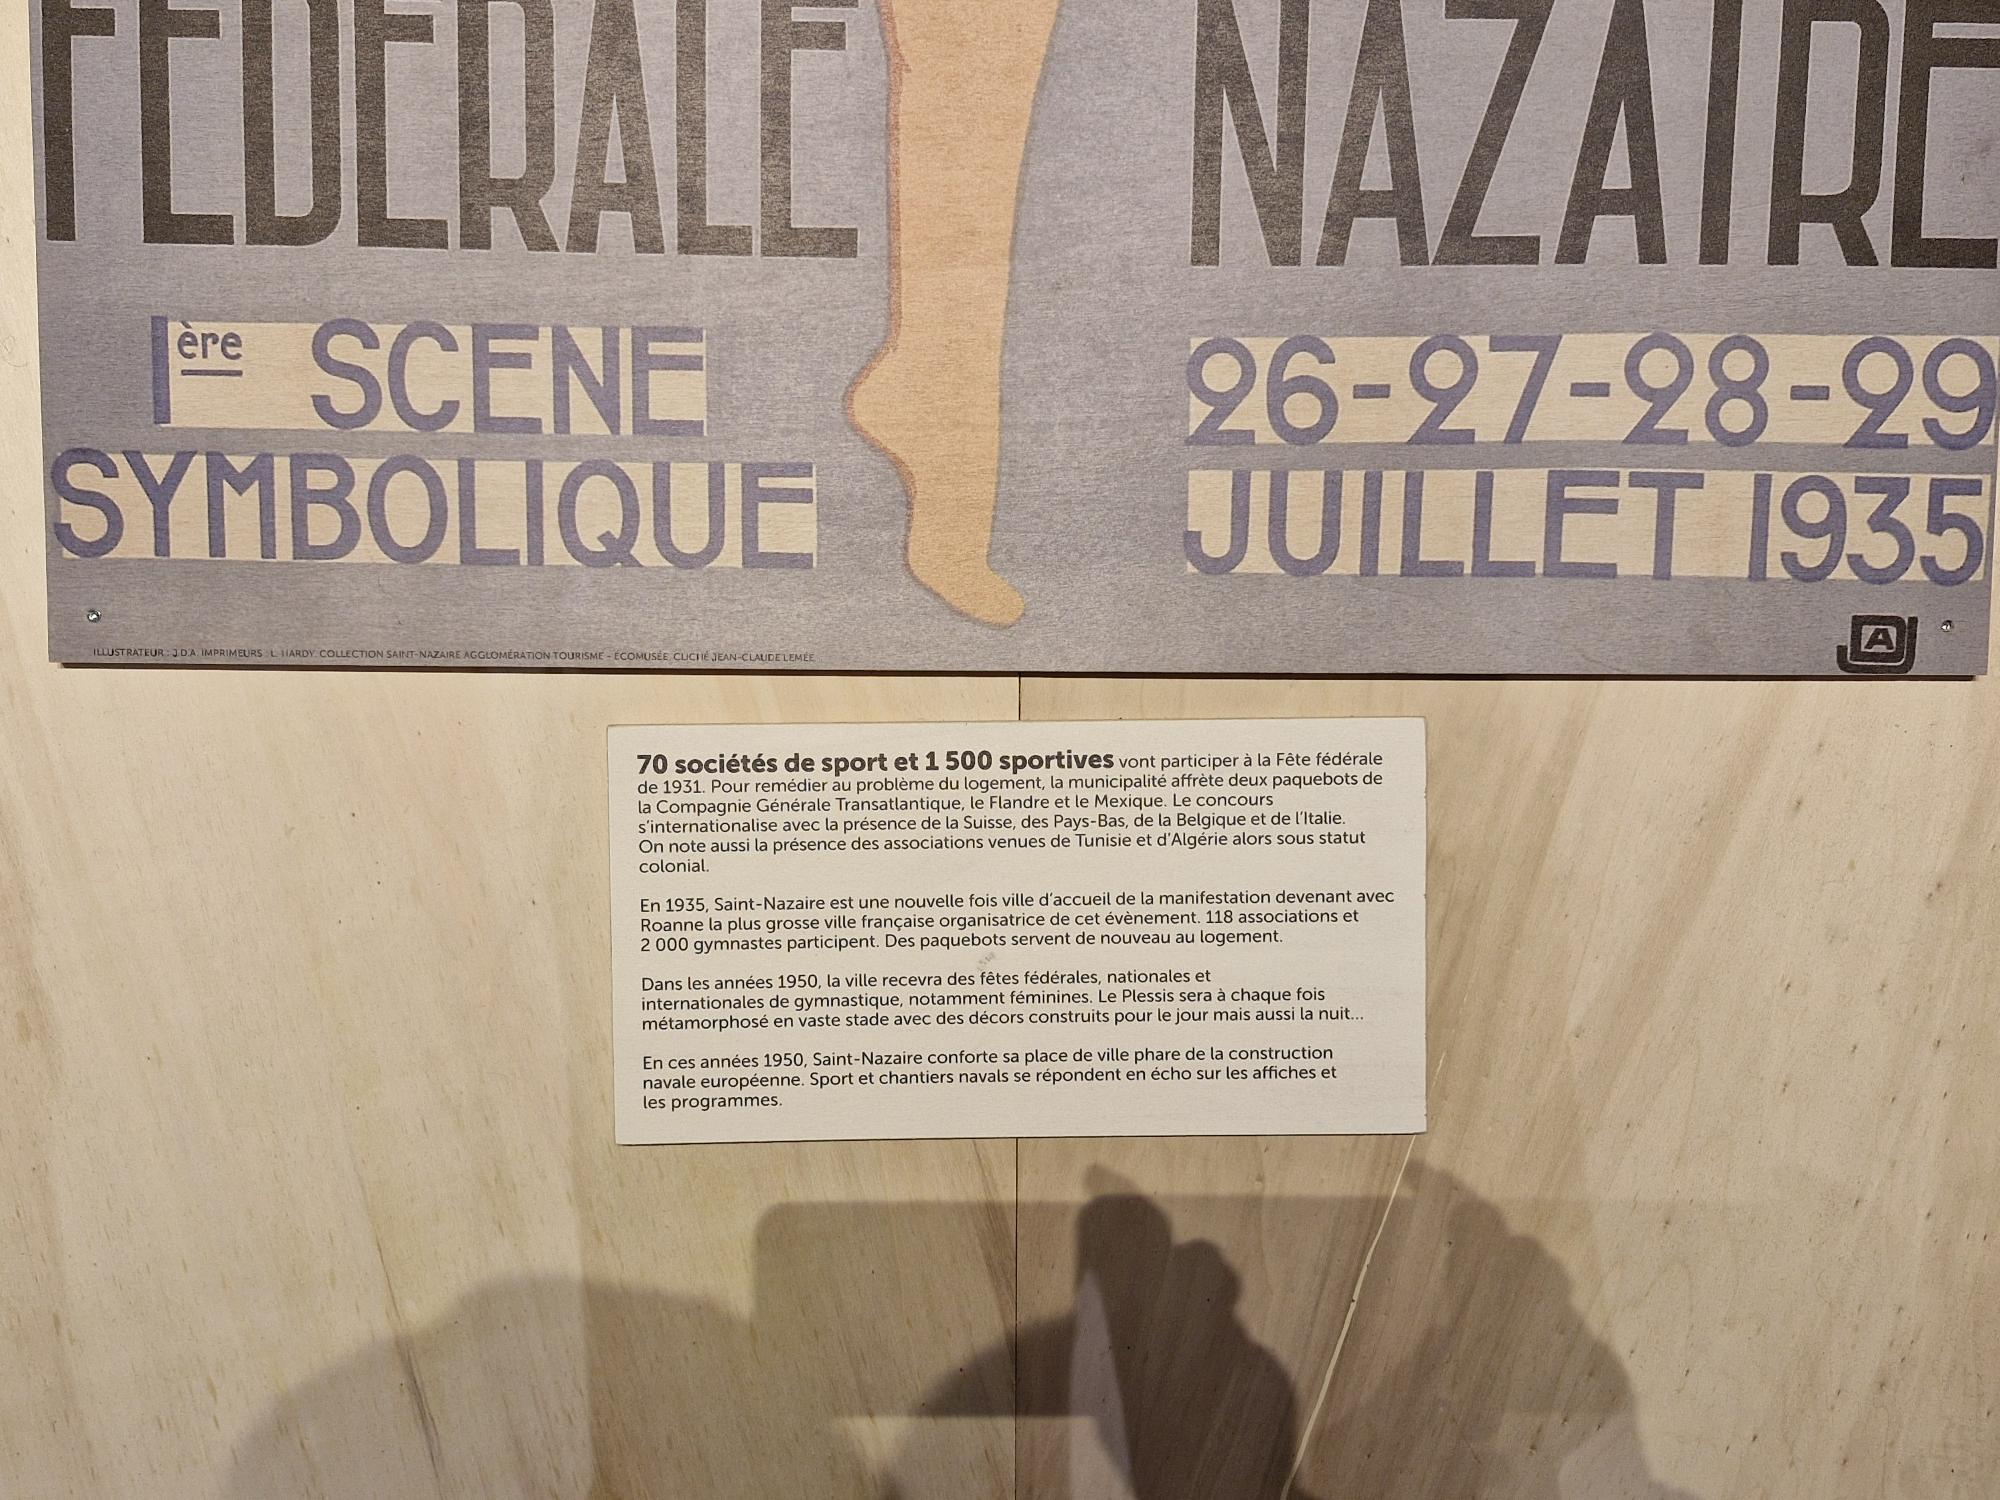 FÉDÉRALE
NAZAIRE
1ère SCENE
SYMBOLIQUE
26-27-28-29
JUILLET 1935
ILLUSTRATEUR : J.D.A. IMPRIMEURS : L. HARDY. COLLECTION SAINT-NAZAIRE AGGLOMÉRATION TOURISME - ÉCOMUSÉE, CLICHÉ JEAN-CLAUDE LEMÉE
70 sociétés de sport et 1 500 sportives vont participer à la Fête fédérale
de 1931. Pour remédier au problème du logement, la municipalité affrète deux paquebots de
la Compagnie Générale Transatlantique, le Flandre et le Mexique. Le concours
s'internationalise avec la présence de la Suisse, des Pays-Bas, de la Belgique et de l'Italie.
On note aussi la présence des associations venues de Tunisie et d'Algérie alors sous statut
colonial.
En 1935, Saint-Nazaire est une nouvelle fois ville d'accueil de la manifestation devenant avec
Roanne la plus grosse ville française organisatrice de cet évènement. 118 associations et
2 000 gymnastes participent. Des paquebots servent de nouveau au logement.
Dans les années 1950, la ville recevra des fêtes fédérales, nationales et
internationales de gymnastique, notamment féminines. Le Plessis sera à chaque fois
métamorphosé en vaste stade avec des décors construits pour le jour mais aussi la nuit...
En ces années 1950, Saint-Nazaire conforte sa place de ville phare de la construction
navale européenne. Sport et chantiers navals se répondent en écho sur les affiches et
les programmes.